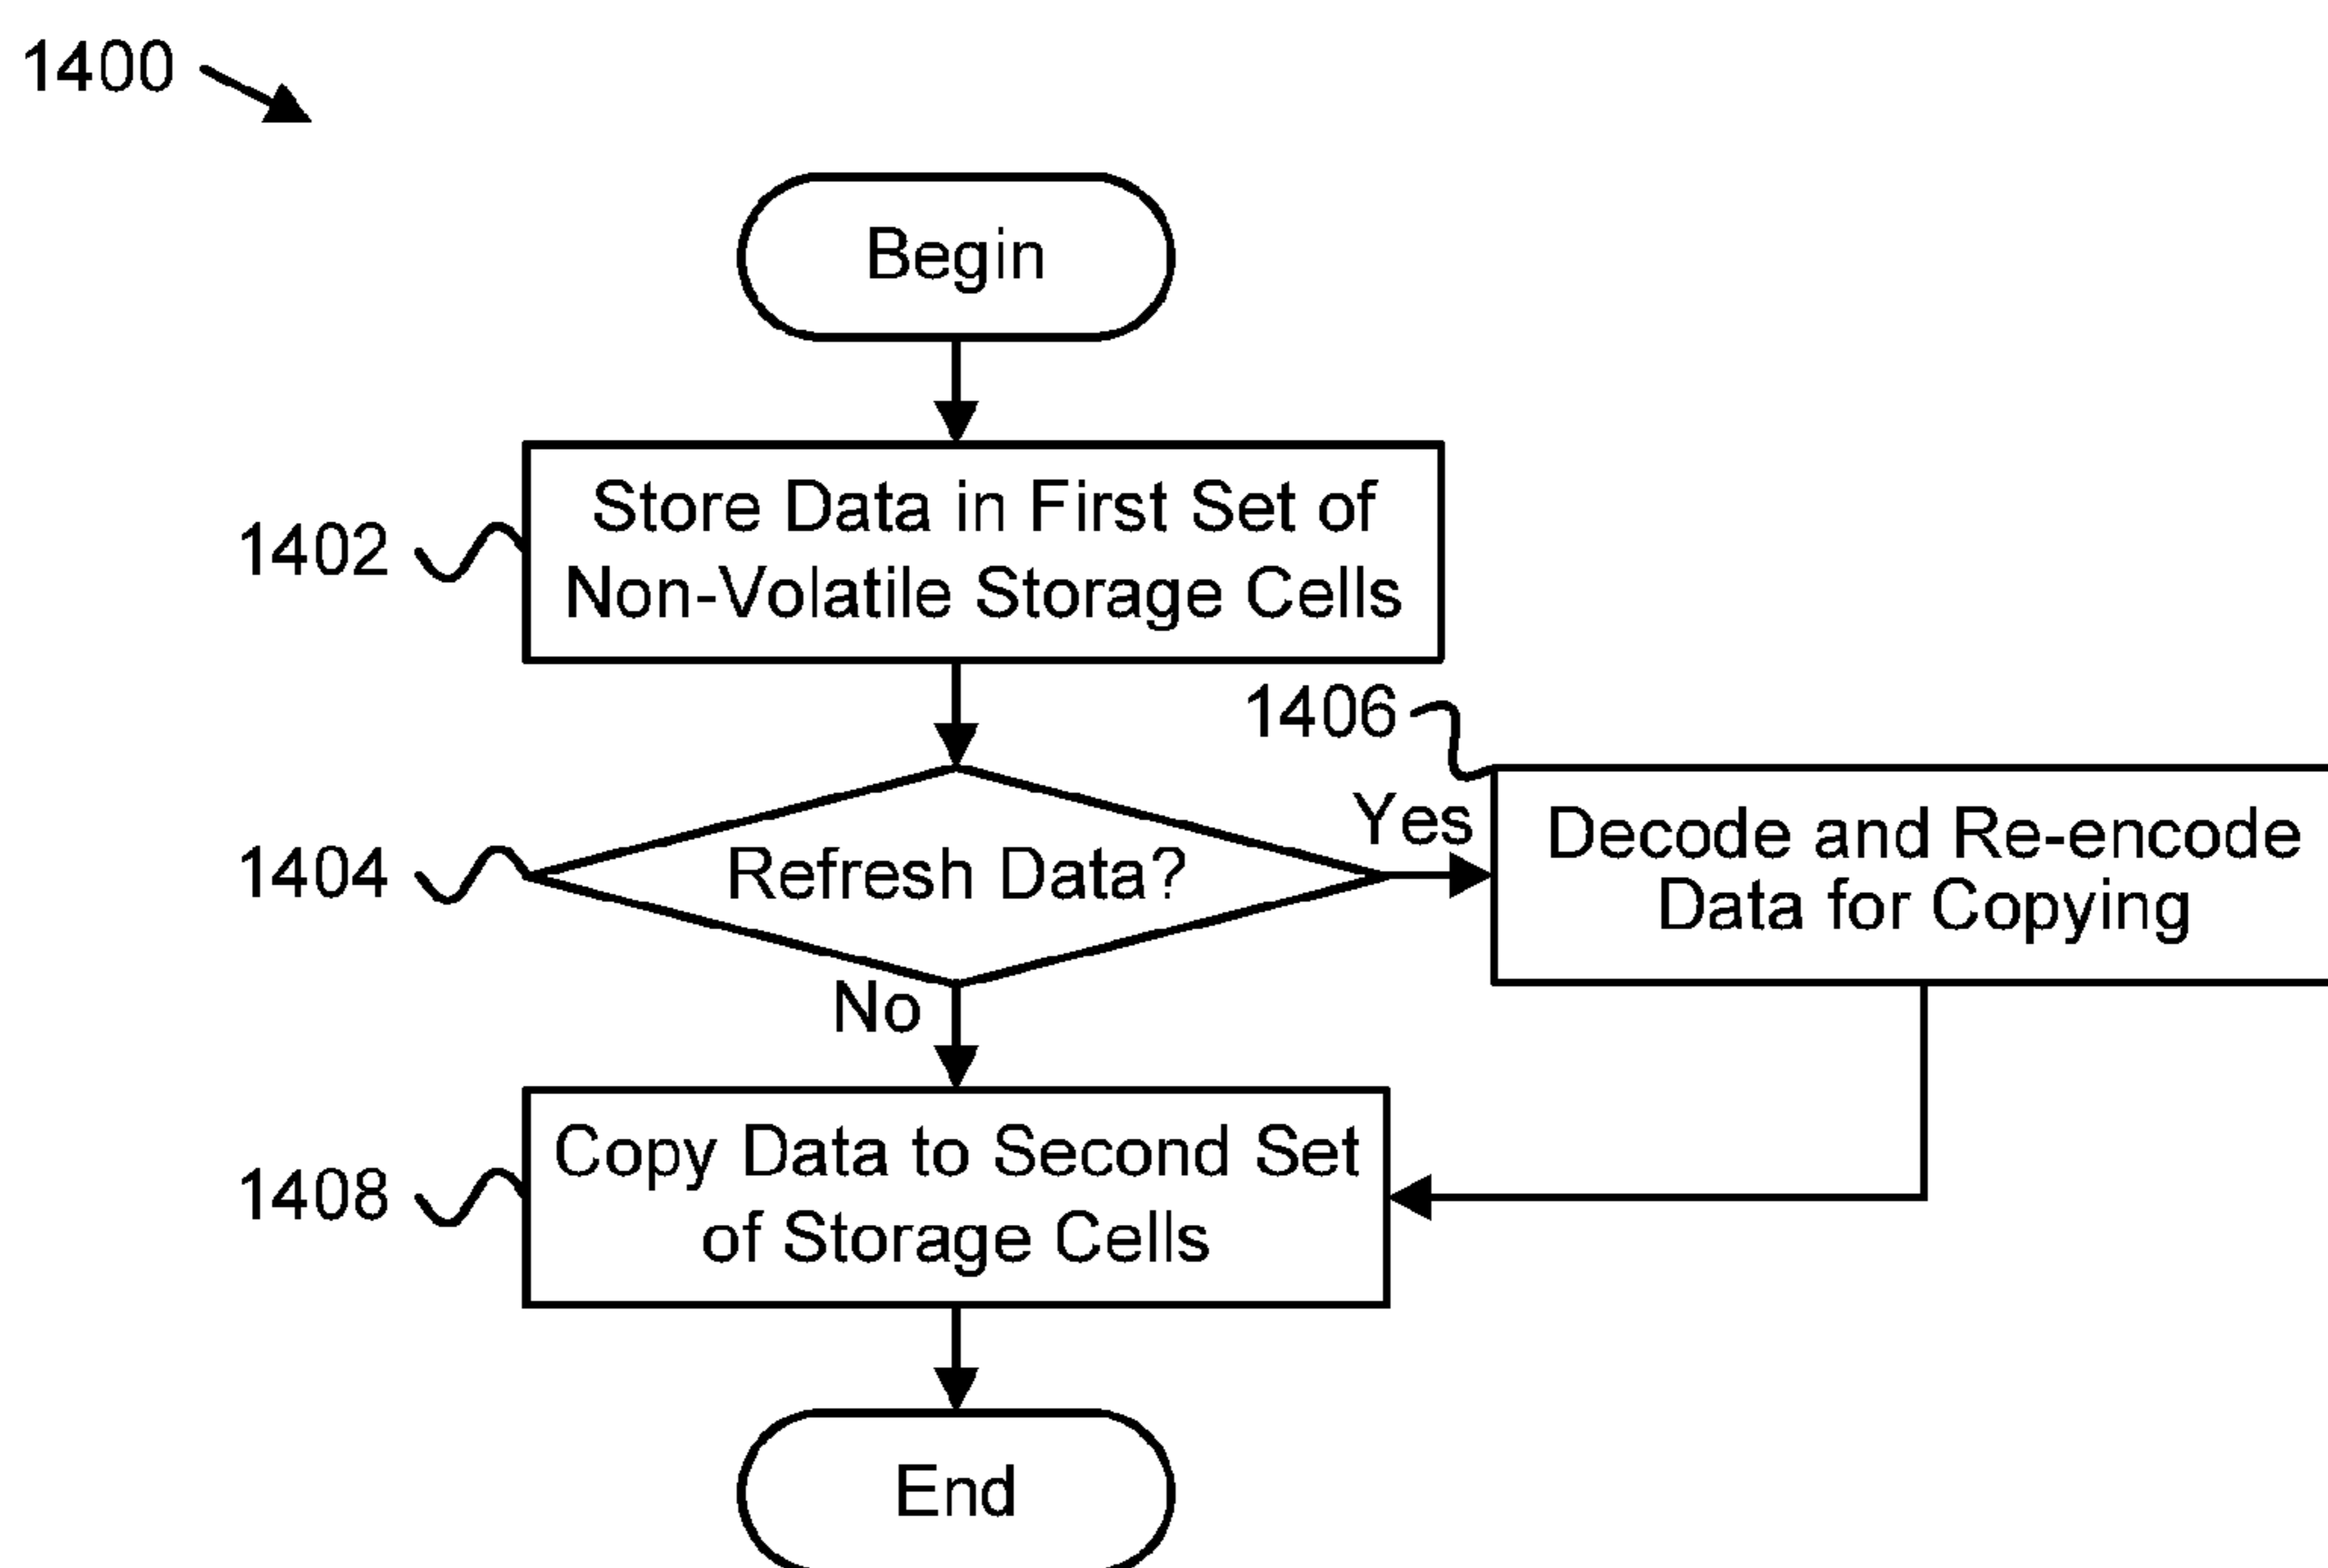 1400
Begin
1402
Store Data in First Set of
Non-Volatile Storage Cells
1404
Refresh Data?
Yes
1406
Decode and Re-encode
Data for Copying
No
1408
Copy Data to Second Set
of Storage Cells
End